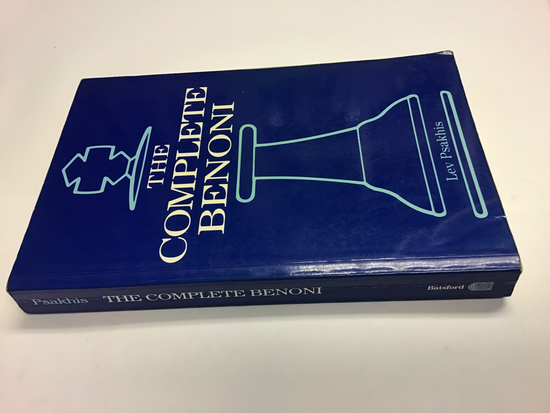 THE
COMPLETE
BENONI
Lev Psakhis
Psakhis THE COMPLETE BENONI Batsford